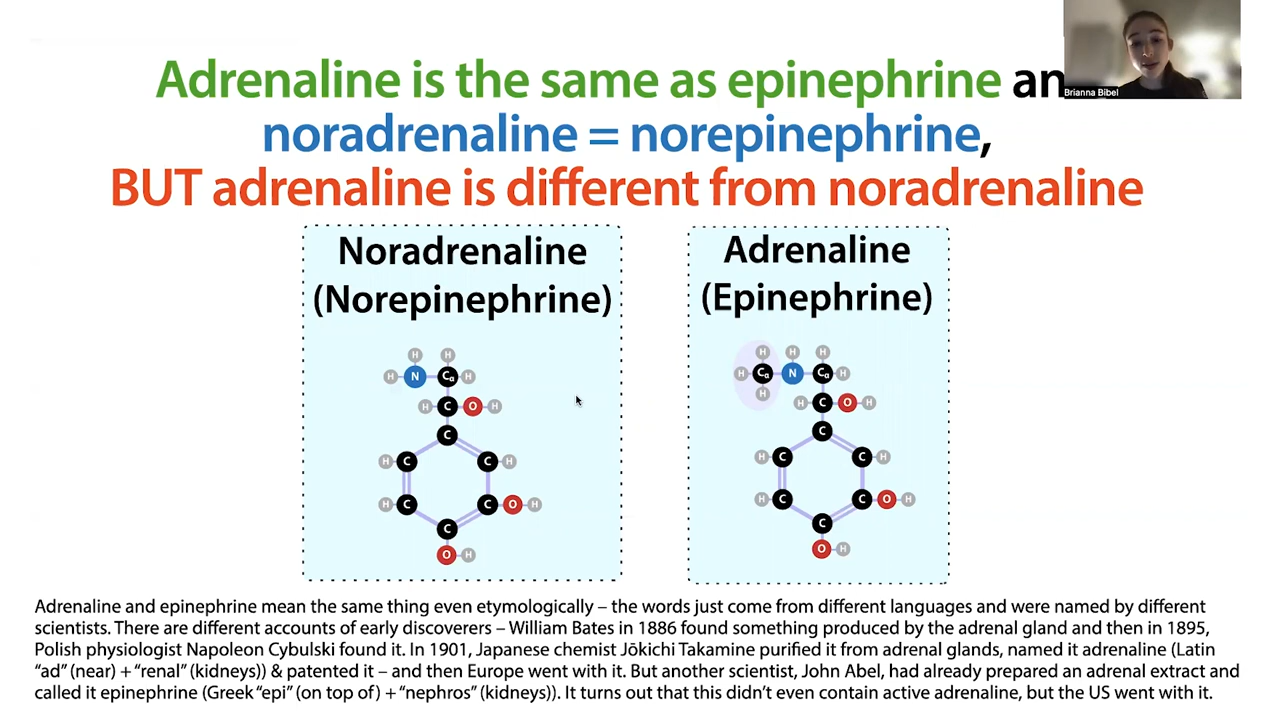 Adrenaline is the same as epinephrine an
noradrenaline = norepinephrine,
BUT adrenaline is different from noradrenaline
Brianna Bibel
Noradrenaline
(Norepinephrine)
H H
H N Cα H
H C O H
C
H C C H
H C C O H
C
O H
Adrenaline
(Epinephrine)
H H H
H Cα N Cα H
H H C O H
C
H C C H
H C C O H
C
O H
Adrenaline and epinephrine mean the same thing even etymologically – the words just come from different languages and were named by different
scientists. There are different accounts of early discoverers – William Bates in 1886 found something produced by the adrenal gland and then in 1895,
Polish physiologist Napoleon Cybulski found it. In 1901, Japanese chemist Jōkichi Takamine purified it from adrenal glands, named it adrenaline (Latin
“ad” (near) + “renal” (kidneys)) & patented it – and then Europe went with it. But another scientist, John Abel, had already prepared an adrenal extract and
called it epinephrine (Greek “epi” (on top of) + “nephros” (kidneys)). It turns out that this didn’t even contain active adrenaline, but the US went with it.